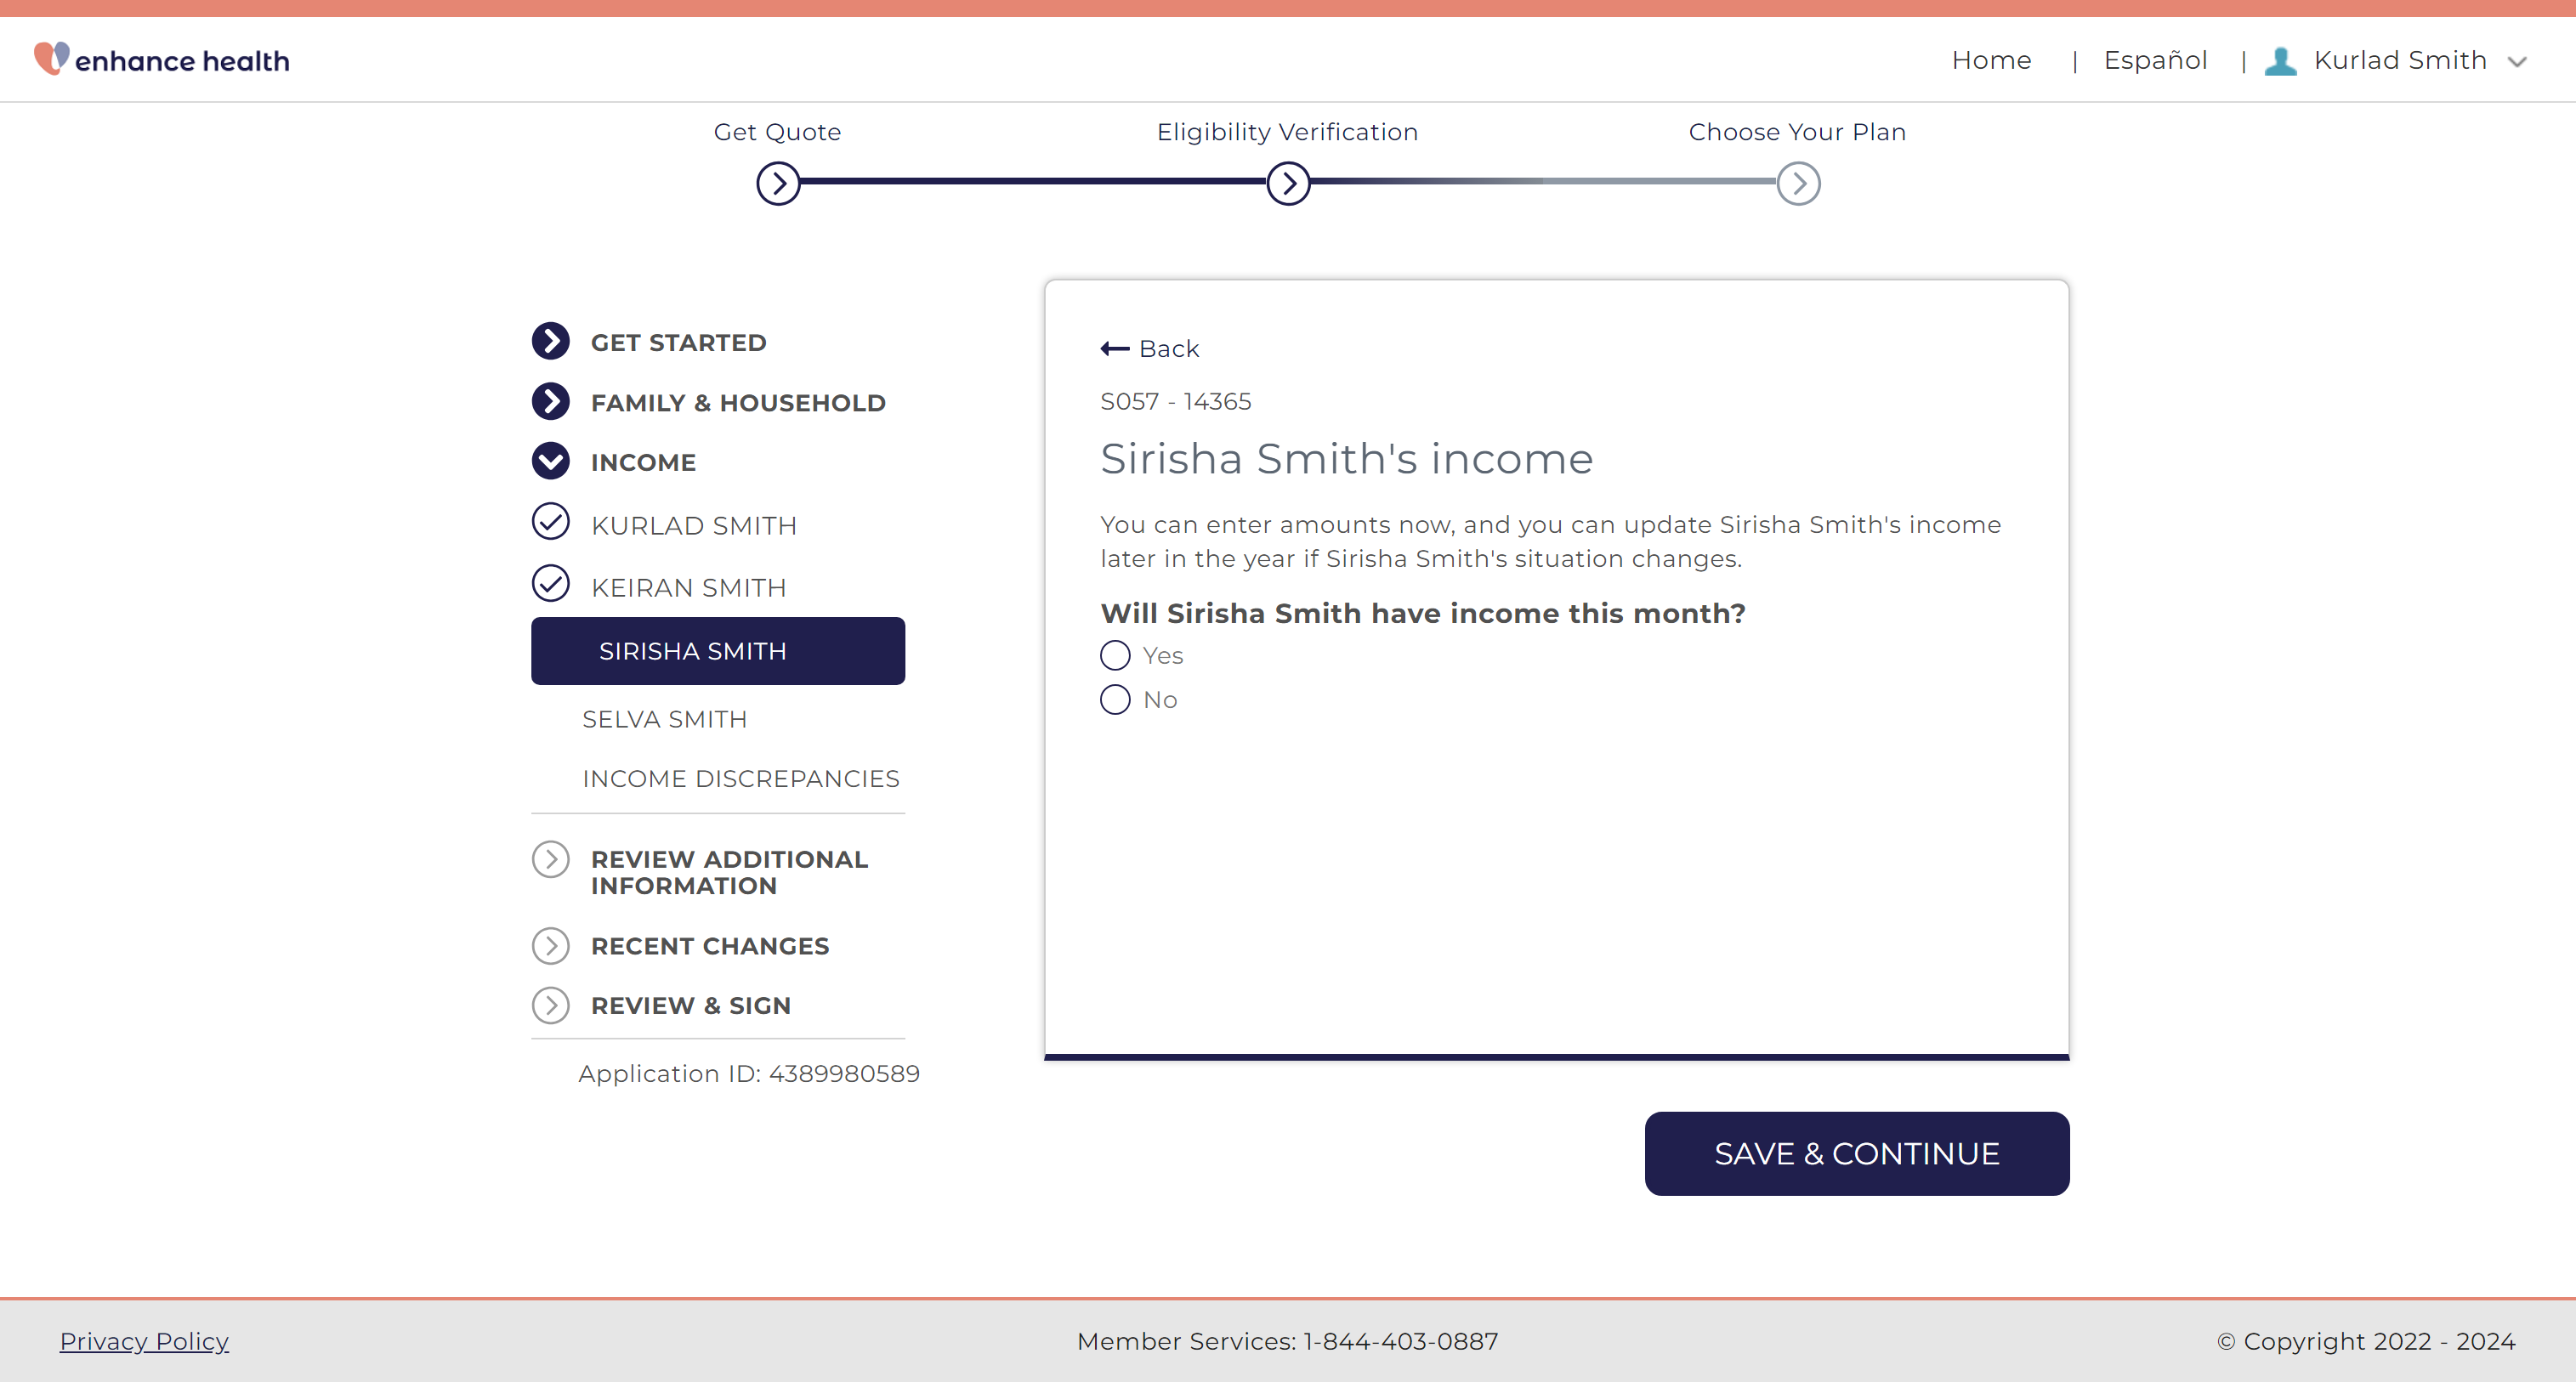 enhance health
Home | Español | Kurlad Smith
Get Quote
Eligibility Verification
Choose Your Plan
GET STARTED
FAMILY & HOUSEHOLD
INCOME
KURLAD SMITH
KEIRAN SMITH
SIRISHA SMITH
SELVA SMITH
INCOME DISCREPANCIES
REVIEW ADDITIONAL
INFORMATION
RECENT CHANGES
REVIEW & SIGN
Application ID: 4389980589
Back
S057 - 14365
Sirisha Smith's income
You can enter amounts now, and you can update Sirisha Smith's income
later in the year if Sirisha Smith's situation changes.
Will Sirisha Smith have income this month?
Yes
No
SAVE & CONTINUE
Privacy Policy
Member Services: 1-844-403-0887
© Copyright 2022 - 2024